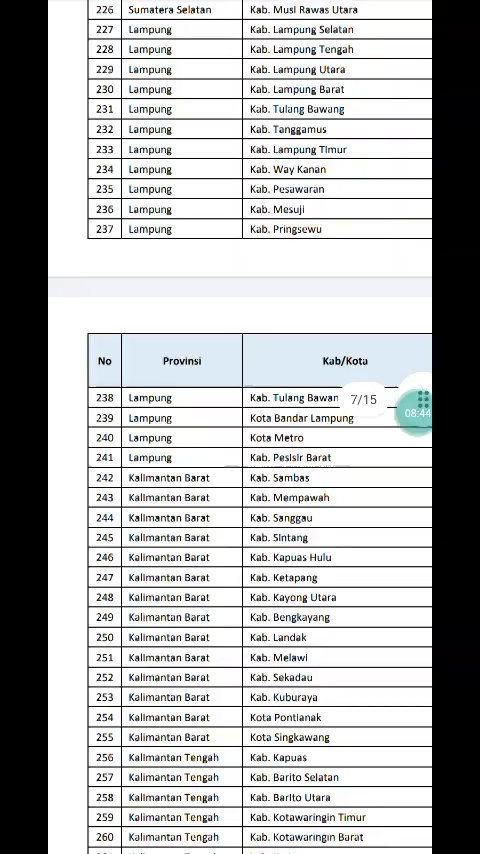 226 Sumatera Selatan Kab. Musl Rawas Utara
227 Lampung Kab. Lampung Selatan
228 Lampung Kab. Lampung Tengah
229 Lampung Kab. Lampung Utara
230 Lampung Kab. Lampung Barat
231 Lampung Kab. Tulang Bawang
232 Lampung Kab. Tanggamus
233 Lampung Kab. Lampung TImur
234 Lampung Kab. Way Kanan
235 Lampung Kab. Pesawaran
236 Lampung Kab. Mesuji
237 Lampung Kab. Pringsewu
No Provinsi Kab/Kota
238 Lampung Kab. Tulang Bawan
7/15
08:44
239 Lampung Kota Bandar Lampung
240 Lampung Kota Metro
241 Lampung Kab. PesIsIr Barat
242 Kalimantan Barat Kab. Sambas
243 Kalimantan Barat Kab. Mempawah
244 Kalimantan Barat Kab. Sanggau
245 Kalimantan Barat Kab. SIntang
246 Kalimantan Barat Kab. Kapuas Hulu
247 Kalimantan Barat Kab. Ketapang
248 Kalimantan Barat Kab. Kayong Utara
249 Kalimantan Barat Kab. Bengkayang
250 Kalimantan Barat Kab. Landak
251 Kalimantan Barat Kab. MelawI
252 Kalimantan Barat Kab. Sekadau
253 Kalimantan Barat Kab. Kuburaya
254 Kalimantan Barat Kota PontIanak
255 Kalimantan Barat Kota Singkawang
256 KalImantan Tengah Kab. Kapuas
257 KalImantan Tengah Kab. Barito Selatan
258 KalImantan Tengah Kab. BarIto Utara
259 KalImantan Tengah Kab. Kotawaringin Timur
260 KalImantan Tengah Kab. Kotawaringin Barat